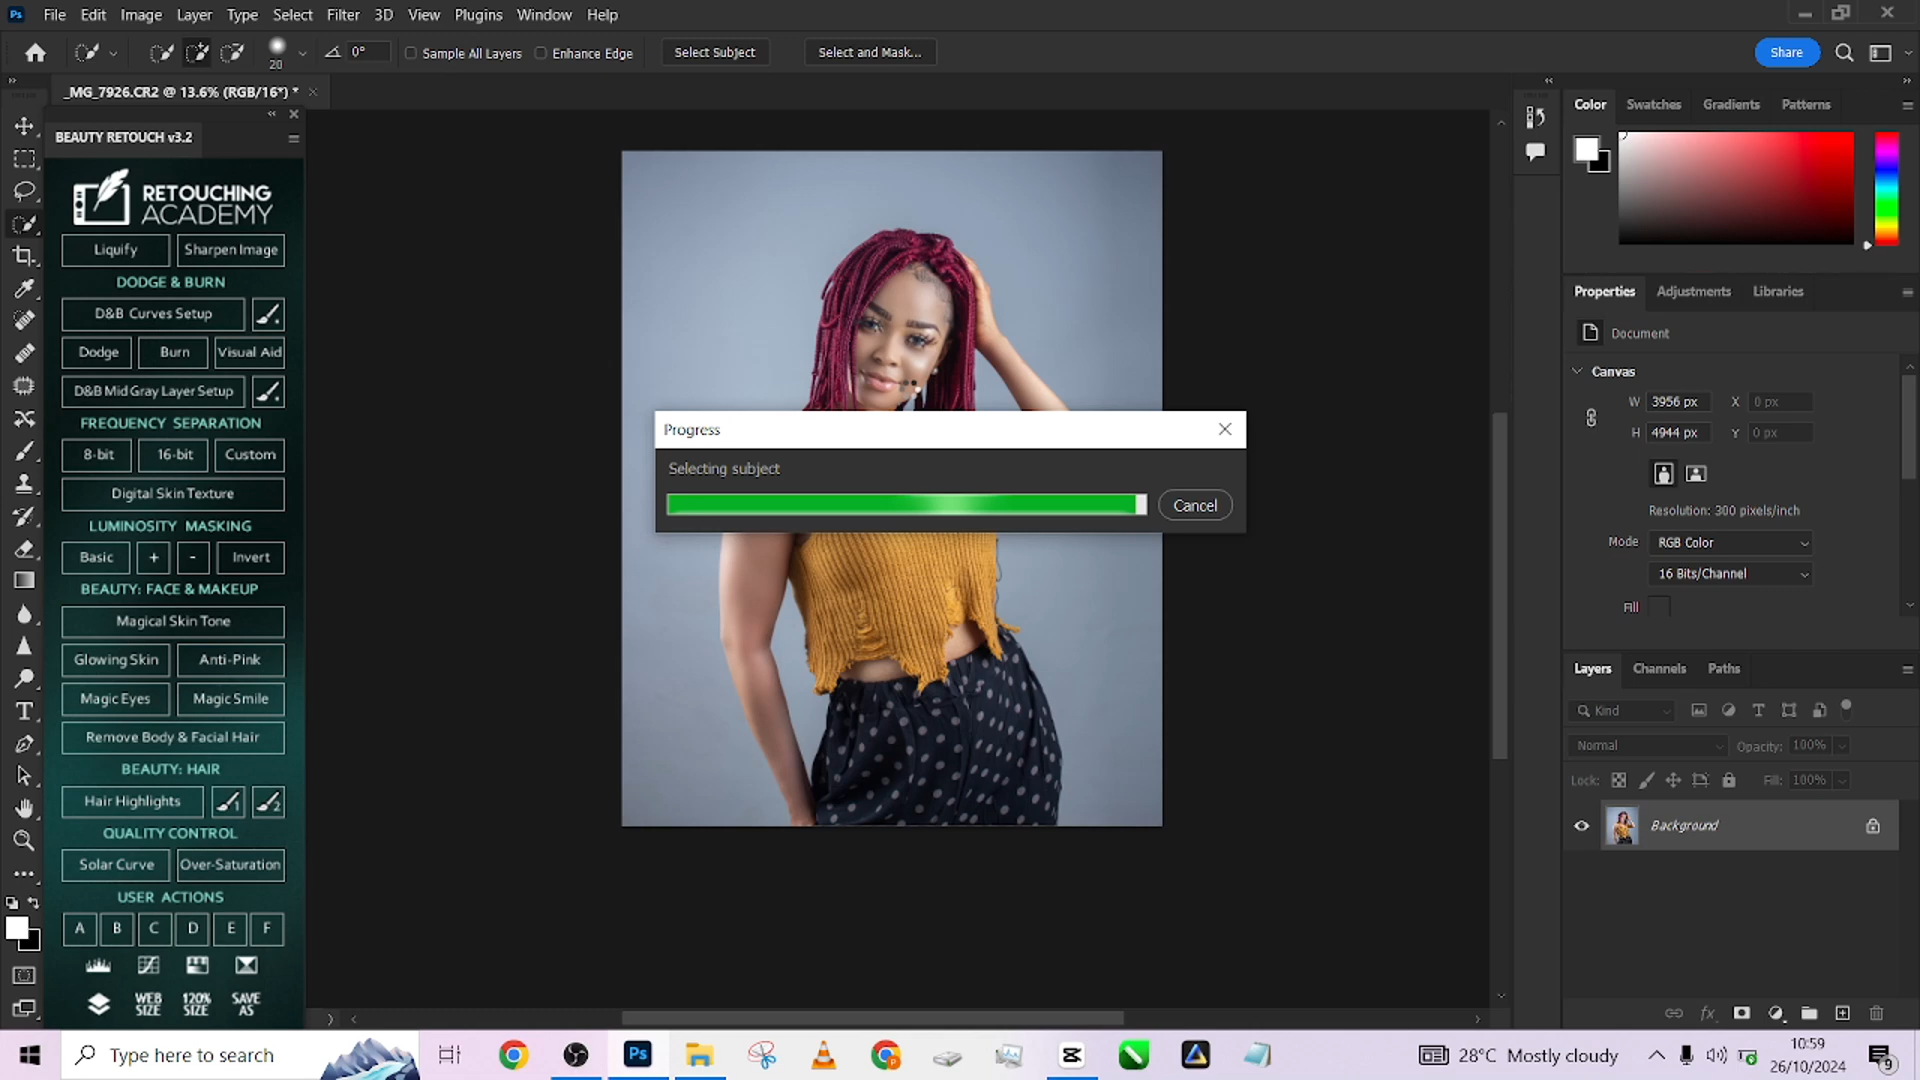 Ps File Edit Image Layer Type Select Filter 3D View Plugins Window Help
20 0° Sample All Layers Enhance Edge Select Subject Select and Mask... Share
_MG_7926.CR2 @ 13.6% (RGB/16*) *
BEAUTY RETOUCH v3.2
RETOUCHING
ACADEMY
Liquify Sharpen Image
DODGE & BURN
D&B Curves Setup
Dodge Burn Visual Aid
D&B Mid Gray Layer Setup
FREQUENCY SEPARATION
8-bit 16-bit Custom
Digital Skin Texture
LUMINOSITY MASKING
Basic + - Invert
BEAUTY: FACE & MAKEUP
Magical Skin Tone
Glowing Skin Anti-Pink
Magic Eyes Magic Smile
Remove Body & Facial Hair
BEAUTY: HAIR
Hair Highlights 1 2
QUALITY CONTROL
Solar Curve Over-Saturation
USER ACTIONS
A B C D E F
WEB SIZE 120% SIZE SAVE AS
Progress
Selecting subject
Cancel
Color Swatches Gradients Patterns
Properties Adjustments Libraries
Document
Canvas
W 3956 px X 0 px
H 4944 px Y 0 px
Resolution: 300 pixels/inch
Mode RGB Color
16 Bits/Channel
Fill
Layers Channels Paths
Kind
Normal Opacity: 100%
Lock: Fill: 100%
Background
fx
Type here to search
Ps
28°C Mostly cloudy
10:59
26/10/2024
9